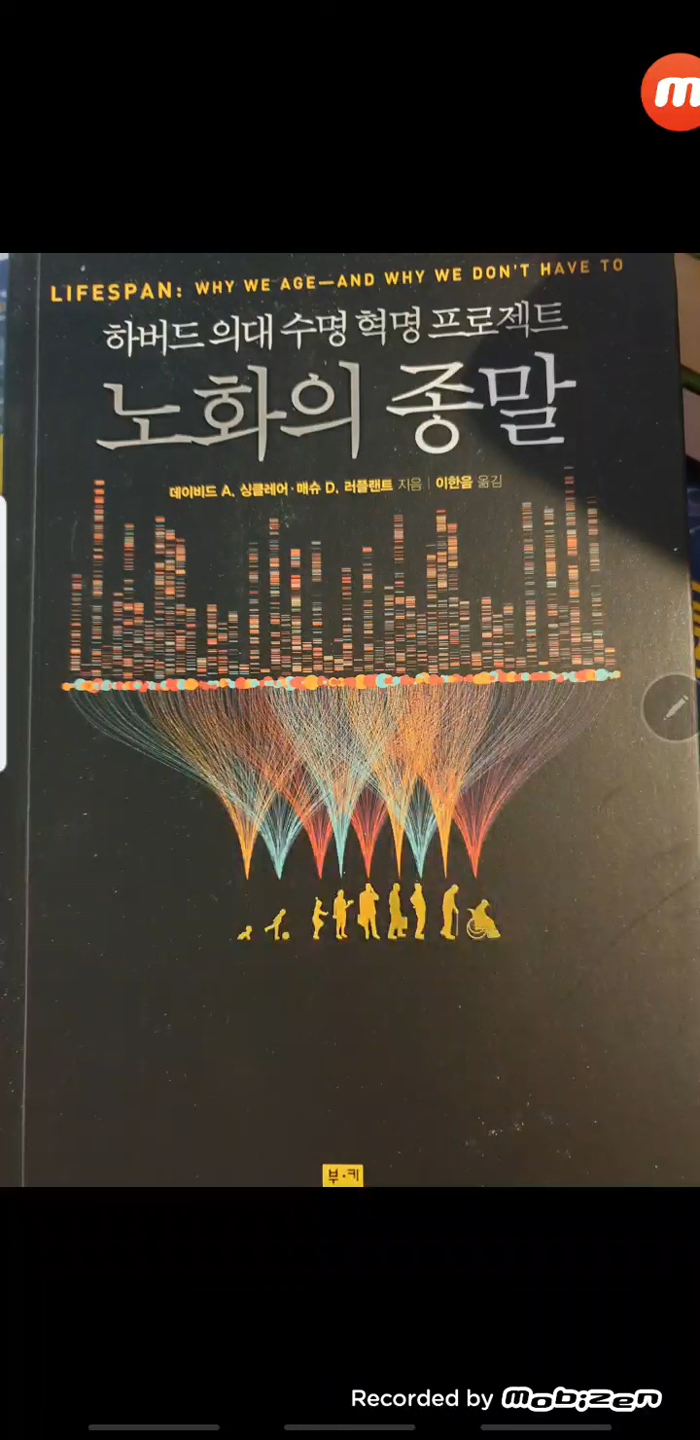 m
LIFESPAN: WHY WE AGE—AND WHY WE DON'T HAVE TO
하버드 의대 수명 혁명 프로젝트
노화의 종말
데이비드 A. 싱클레어·매슈 D. 러플랜트 지음 | 이한음 옮김
부·키
Recorded by mobizen